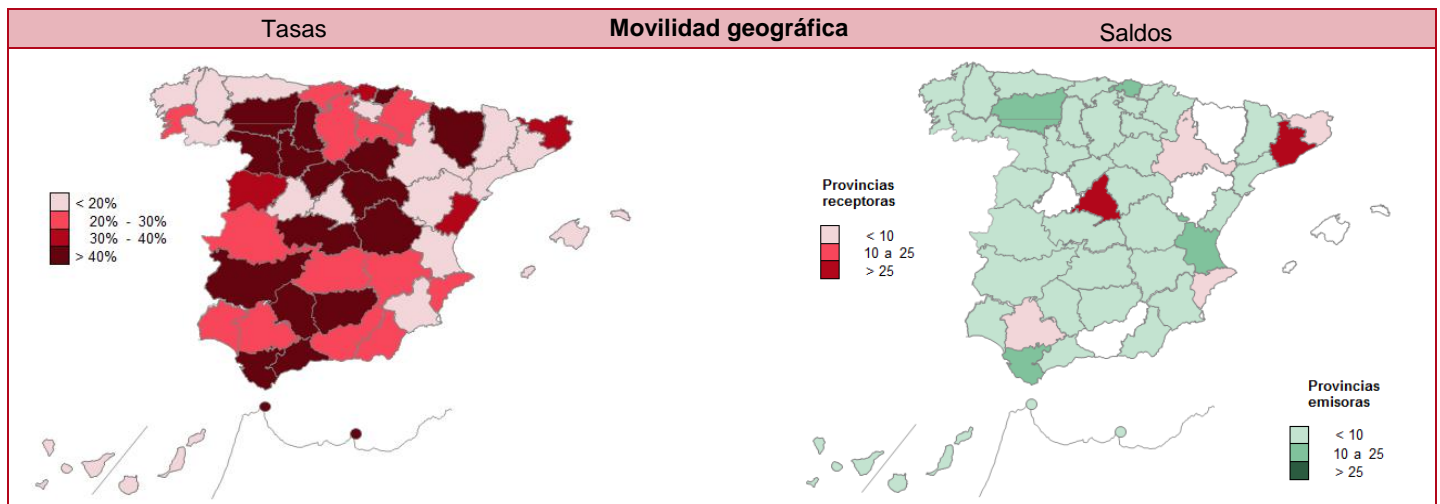 Tasas
Movilidad geográfica
Saldos
< 20%
20% - 30%
30% - 40%
> 40%
Provincias
receptoras
< 10
10 a 25
> 25
Provincias
emisoras
< 10
10 a 25
> 25